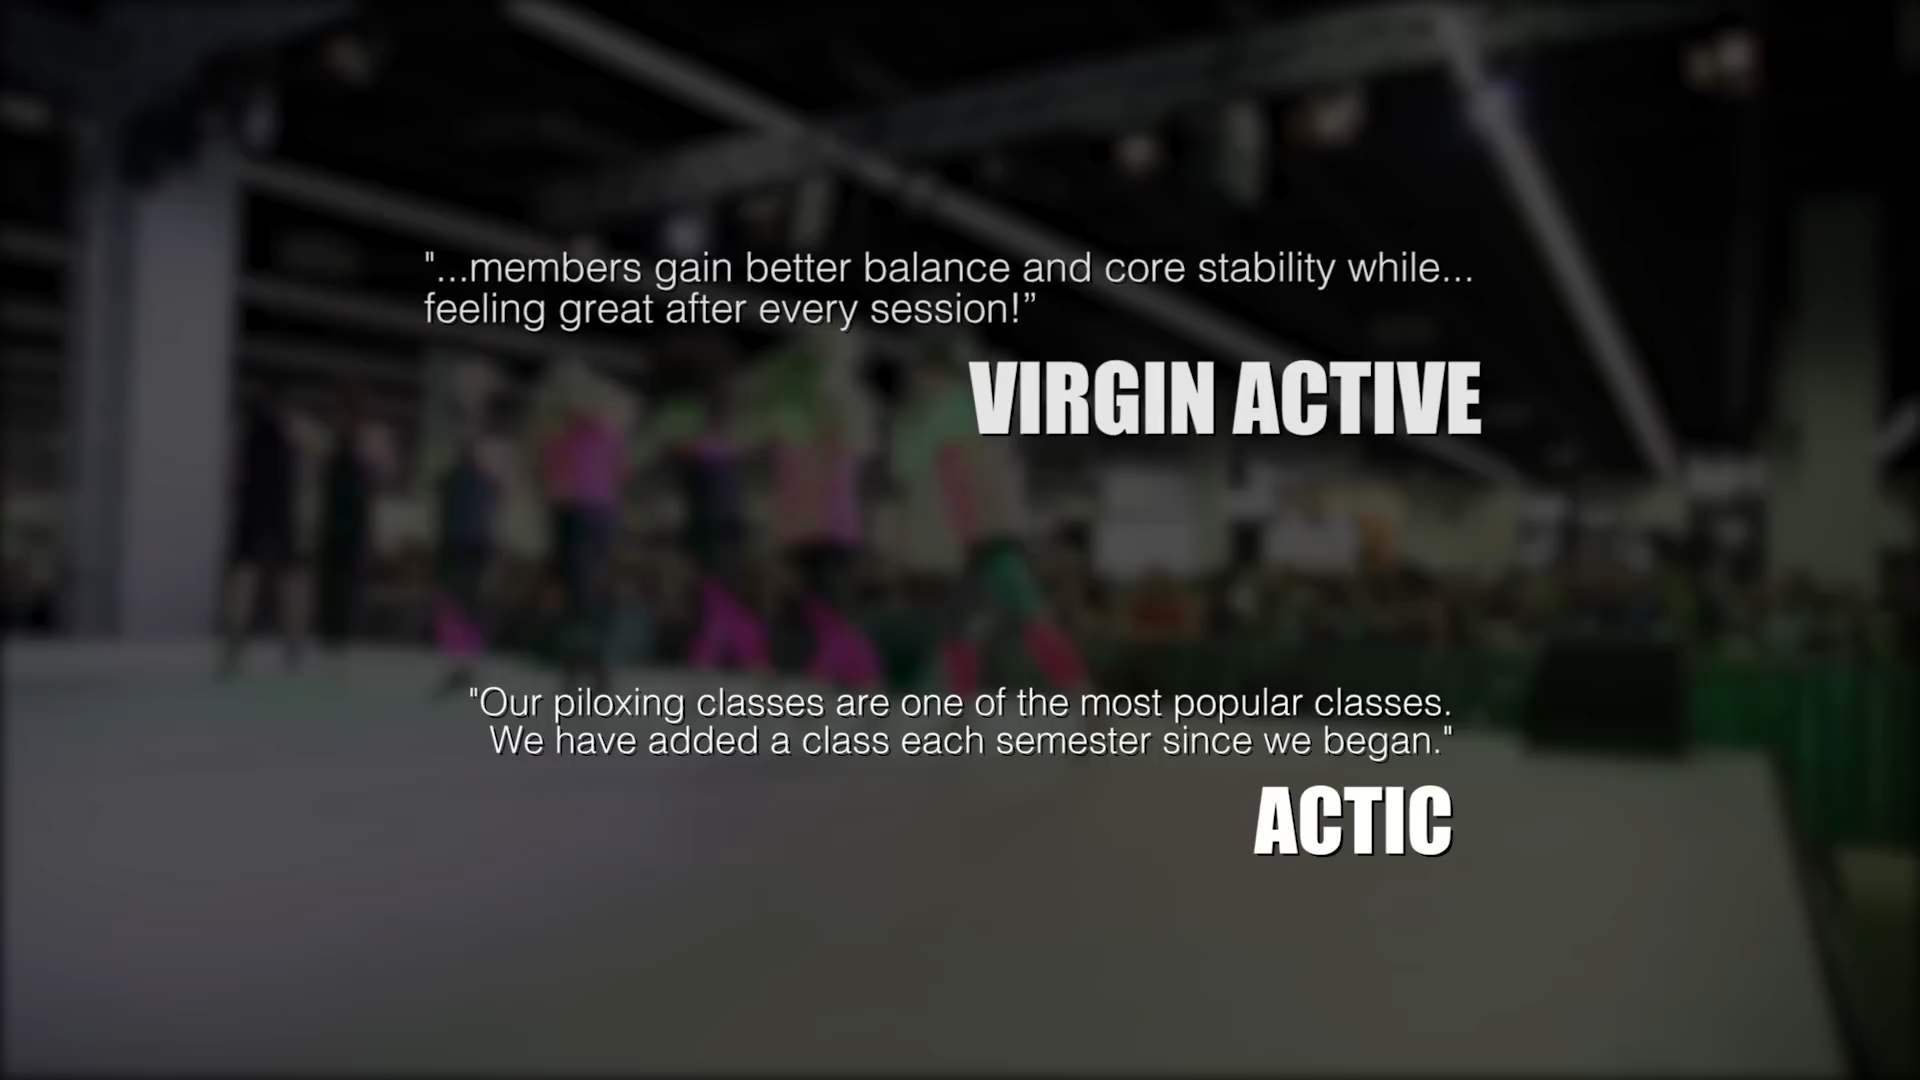 "...members gain better balance and core stability while...
feeling great after every session!”
VIRGIN ACTIVE
"Our piloxing classes are one of the most popular classes.
We have added a class each semester since we began."
ACTIC